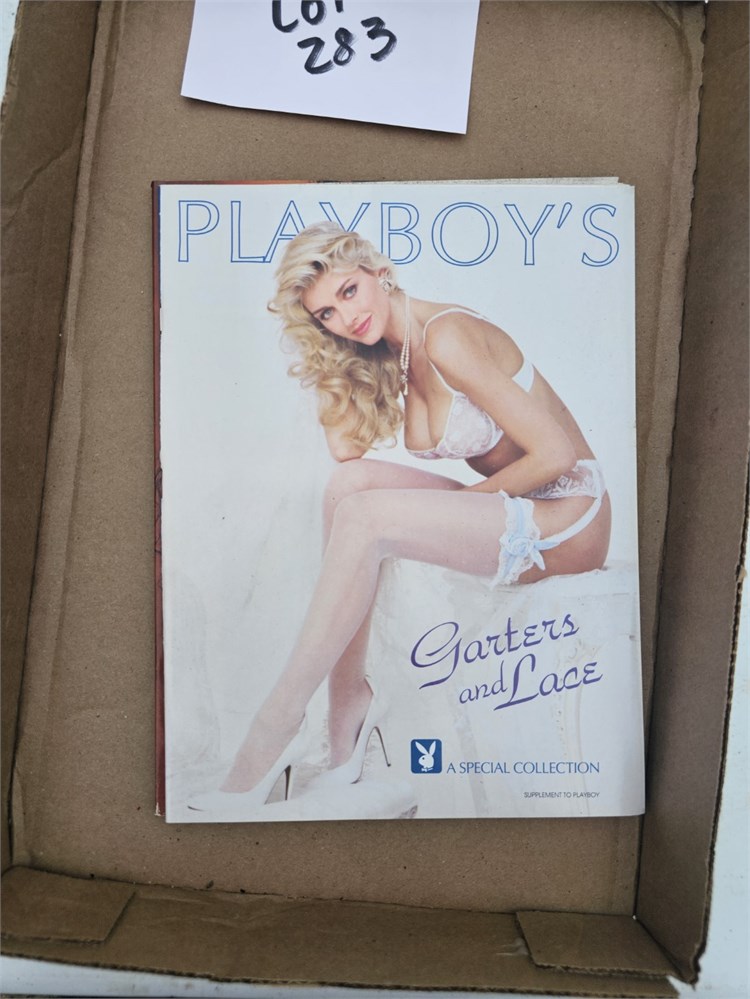 LOT
283
PLAYBOY'S
Garters
and Lace
A SPECIAL COLLECTION
SUPPLEMENT TO PLAYBOY